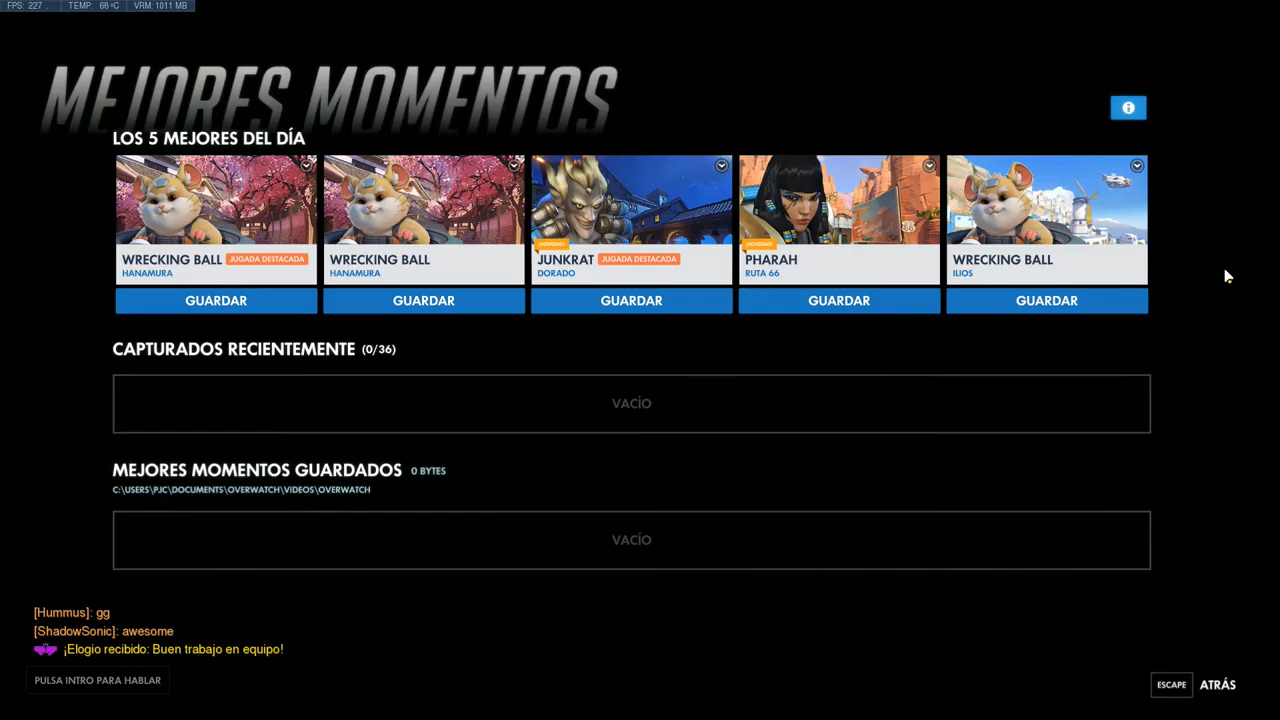 FPS: 227 . TEMP: 68 ºC VRM: 1011 MB
MEJORES MOMENTOS
LOS 5 MEJORES DEL DÍA
WRECKING BALL JUGADA DESTACADA
HANAMURA
GUARDAR
WRECKING BALL
HANAMURA
GUARDAR
¡NOVEDAD!
JUNKRAT JUGADA DESTACADA
DORADO
GUARDAR
¡NOVEDAD!
PHARAH
RUTA 66
GUARDAR
WRECKING BALL
ILIOS
GUARDAR
CAPTURADOS RECIENTEMENTE (0/36)
VACÍO
MEJORES MOMENTOS GUARDADOS 0 BYTES
C:\USERS\PJC\DOCUMENTS\OVERWATCH\VIDEOS\OVERWATCH
VACÍO
[Hummus]: gg
[ShadowSonic]: awesome
¡Elogio recibido: Buen trabajo en equipo!
PULSA INTRO PARA HABLAR
ESCAPE ATRÁS